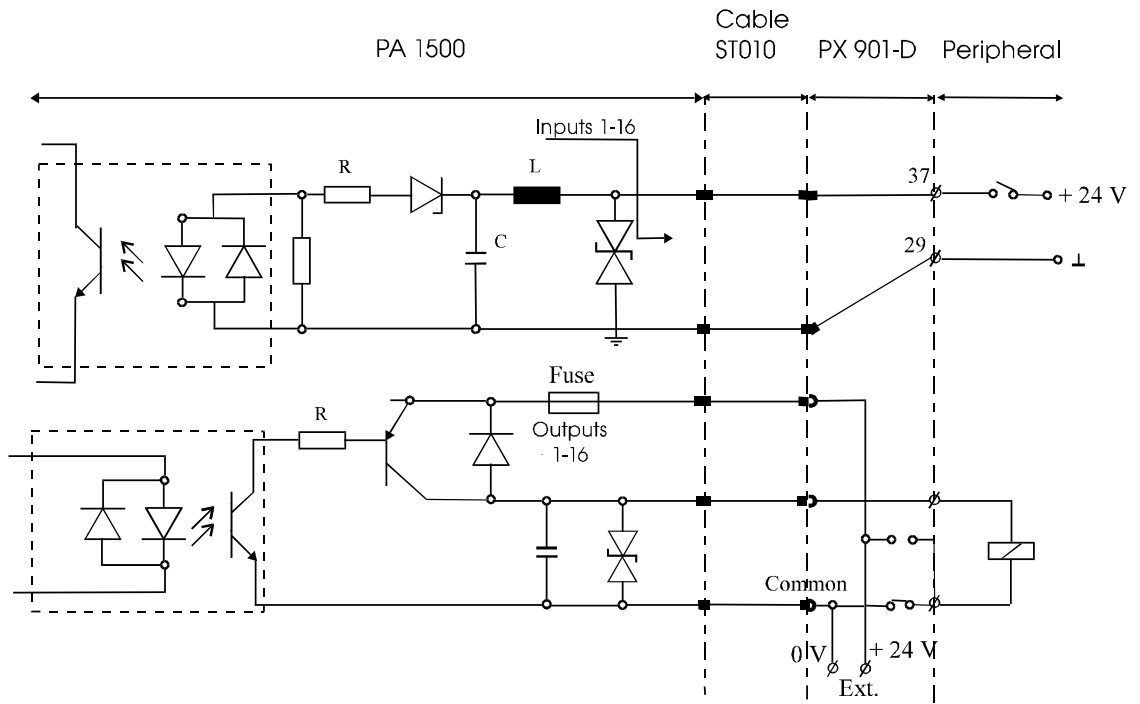 Cable
PA 1500
ST010
PX 901-D
Peripheral
Inputs 1-16
R
L
37
+ 24 V
C
29
Fuse
R
Outputs
1-16
Common
0 V
+ 24 V
Ext.